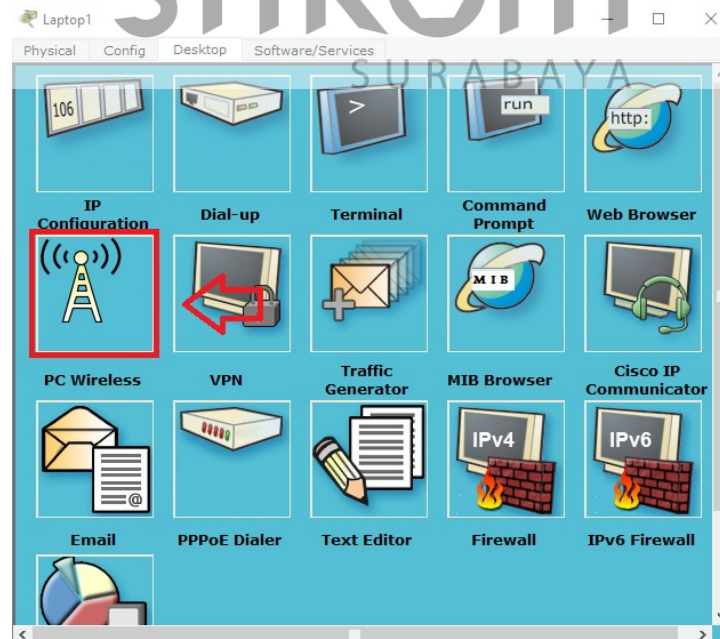 Laptop1
SURABAYA
Physical Config Desktop Software/Services
106
>
run
http:
IP Configuration
Dial-up
Terminal
Command Prompt
Web Browser
MIB
PC Wireless
VPN
Traffic Generator
MIB Browser
Cisco IP Communicator
@
IPv4
IPv6
Email
PPPoE Dialer
Text Editor
Firewall
IPv6 Firewall